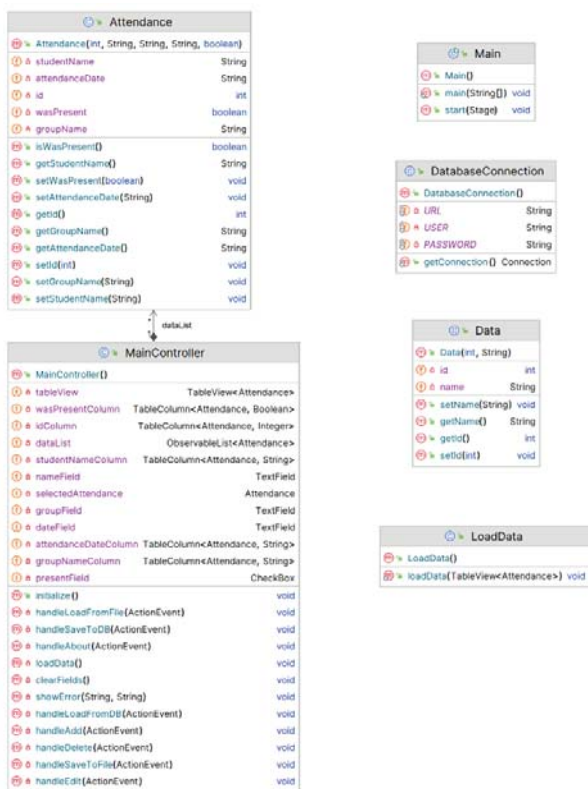 Attendance
Attendance(int, String, String, String, boolean)
studentName String
attendanceDate String
id int
wasPresent boolean
groupName String
isWasPresent() boolean
getStudentName() String
setWasPresent(boolean) void
setAttendanceDate(String) void
getId() int
getGroupName() String
getAttendanceDate() String
setId(int) void
setGroupName(String) void
setStudentName(String) void
dataList
MainController
MainController()
tableView TableView<Attendance>
wasPresentColumn TableColumn<Attendance, Boolean>
idColumn TableColumn<Attendance, Integer>
dataList ObservableList<Attendance>
studentNameColumn TableColumn<Attendance, String>
nameField TextField
selectedAttendance Attendance
groupField TextField
dateField TextField
attendanceDateColumn TableColumn<Attendance, String>
groupNameColumn TableColumn<Attendance, String>
presentField CheckBox
initialize() void
handleLoadFromFile(ActionEvent) void
handleSaveToDB(ActionEvent) void
handleAbout(ActionEvent) void
loadData() void
clearFields() void
showError(String, String) void
handleLoadFromDB(ActionEvent) void
handleAdd(ActionEvent) void
handleDelete(ActionEvent) void
handleSaveToFile(ActionEvent) void
handleEdit(ActionEvent) void
Main
Main()
main(String[]) void
start(Stage) void
DatabaseConnection
DatabaseConnection()
URL String
USER String
PASSWORD String
getConnection() Connection
Data
Data(int, String)
id int
name String
setName(String) void
getName() String
getId() int
setId(int) void
LoadData
LoadData()
loadData(TableView<Attendance>) void